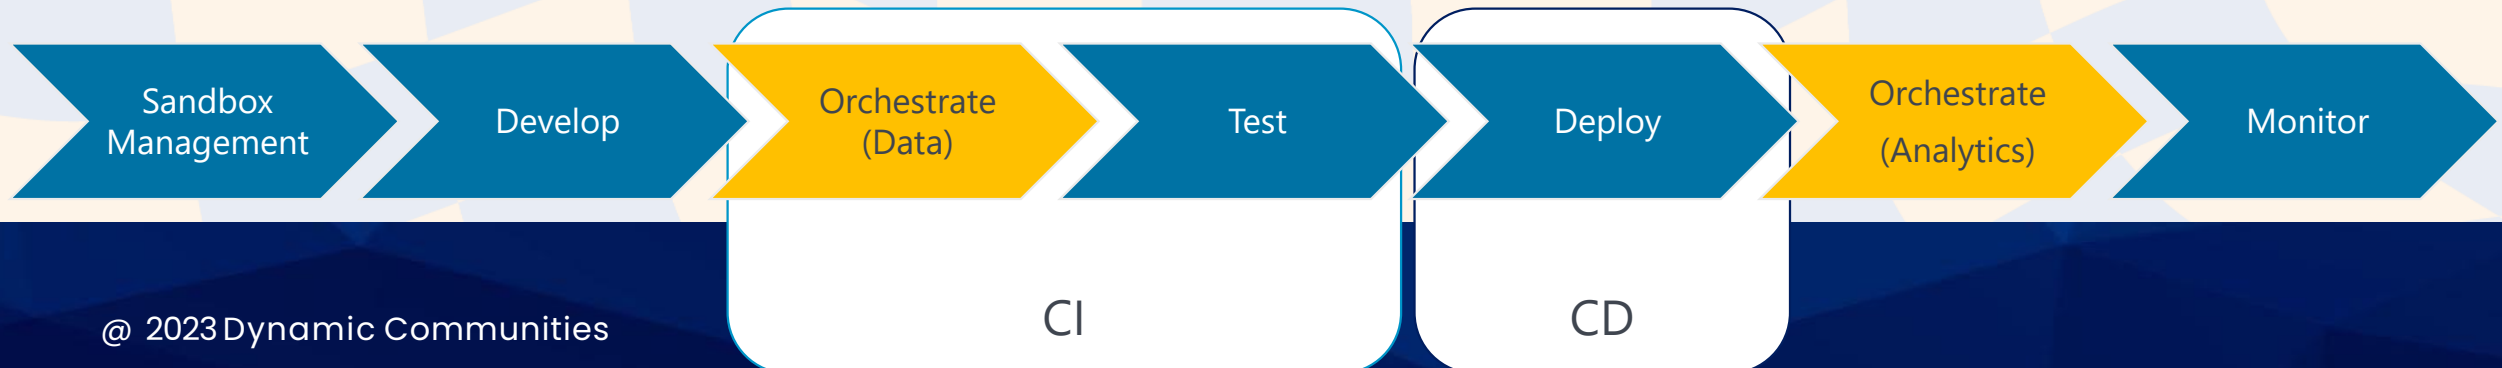 Sandbox
Management
Develop
Orchestrate
(Data)
Test
Deploy
Orchestrate
(Analytics)
Monitor
CI
CD
@ 2023 Dynamic Communities